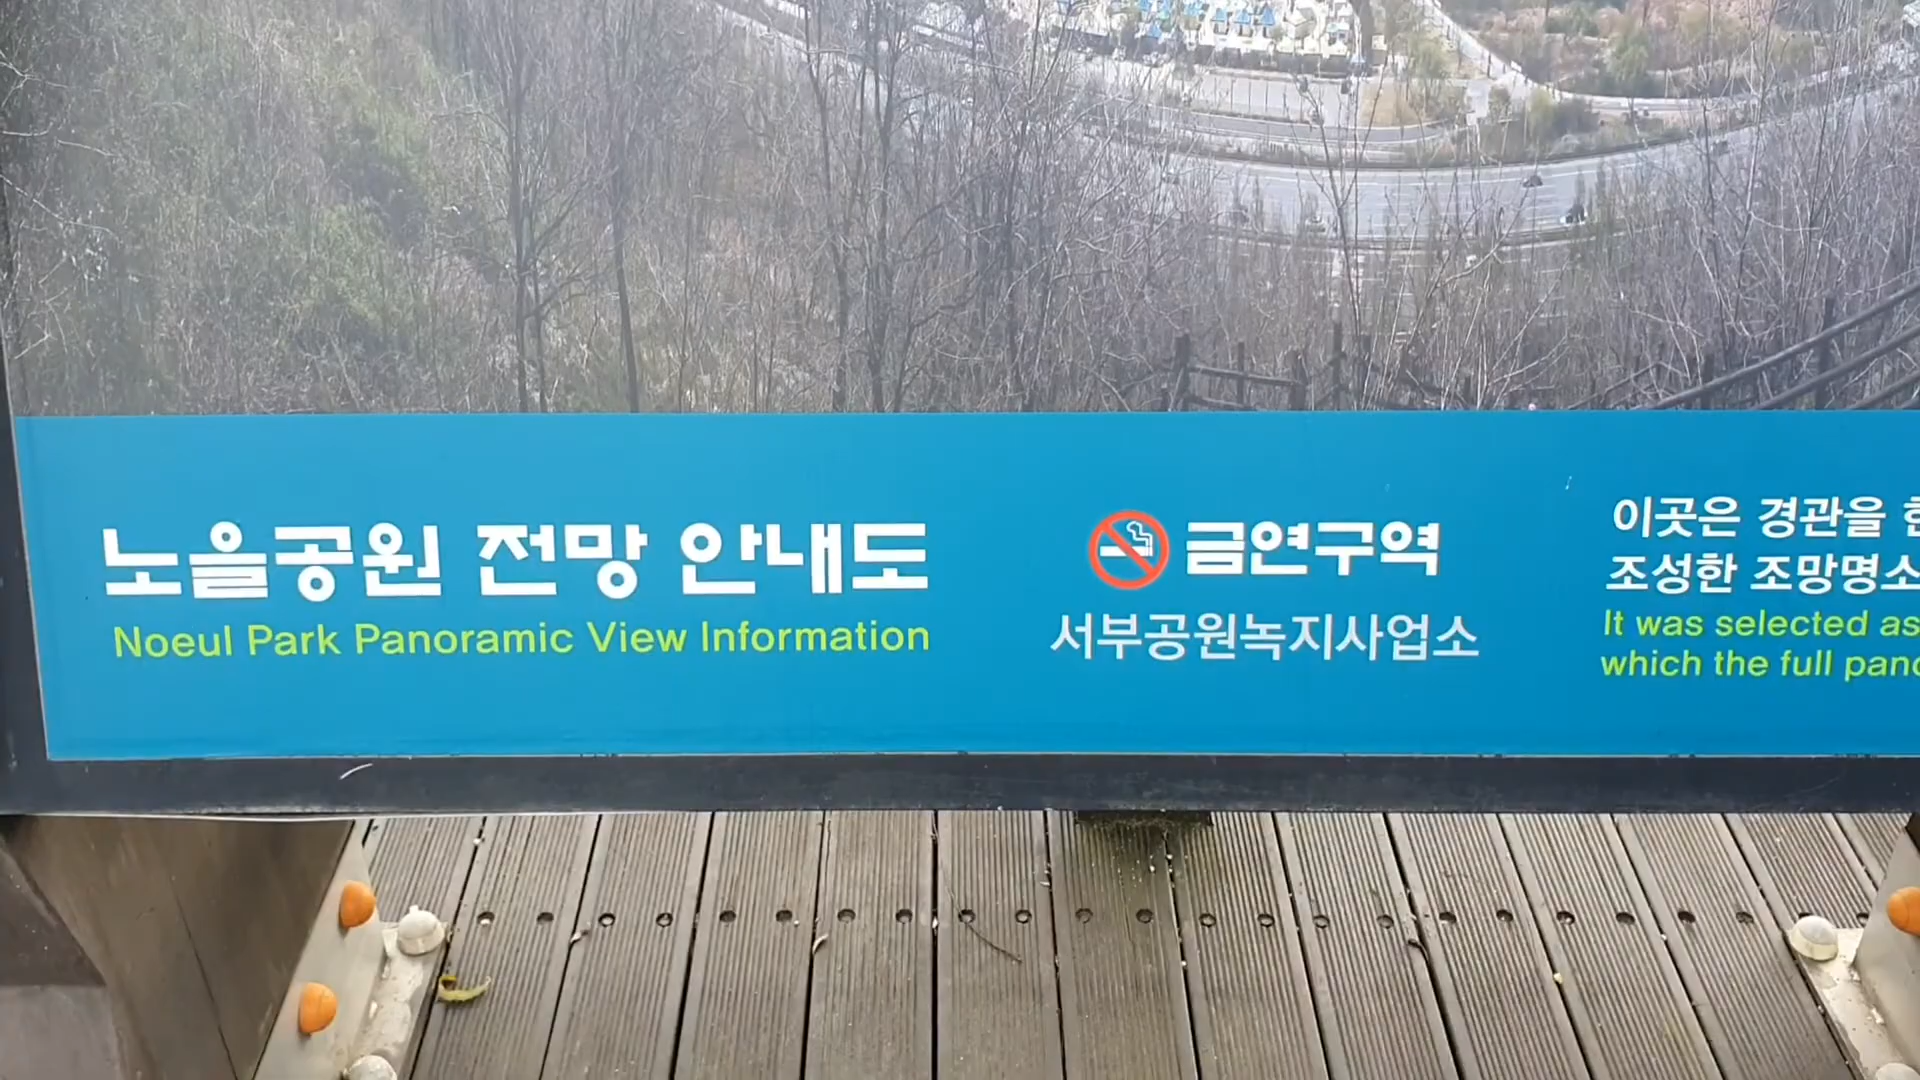 노을공원 전망 안내도
Noeul Park Panoramic View Information
금연구역
서부공원녹지사업소
이곳은 경관을
조성한 조망명소
It was selected as
which the full